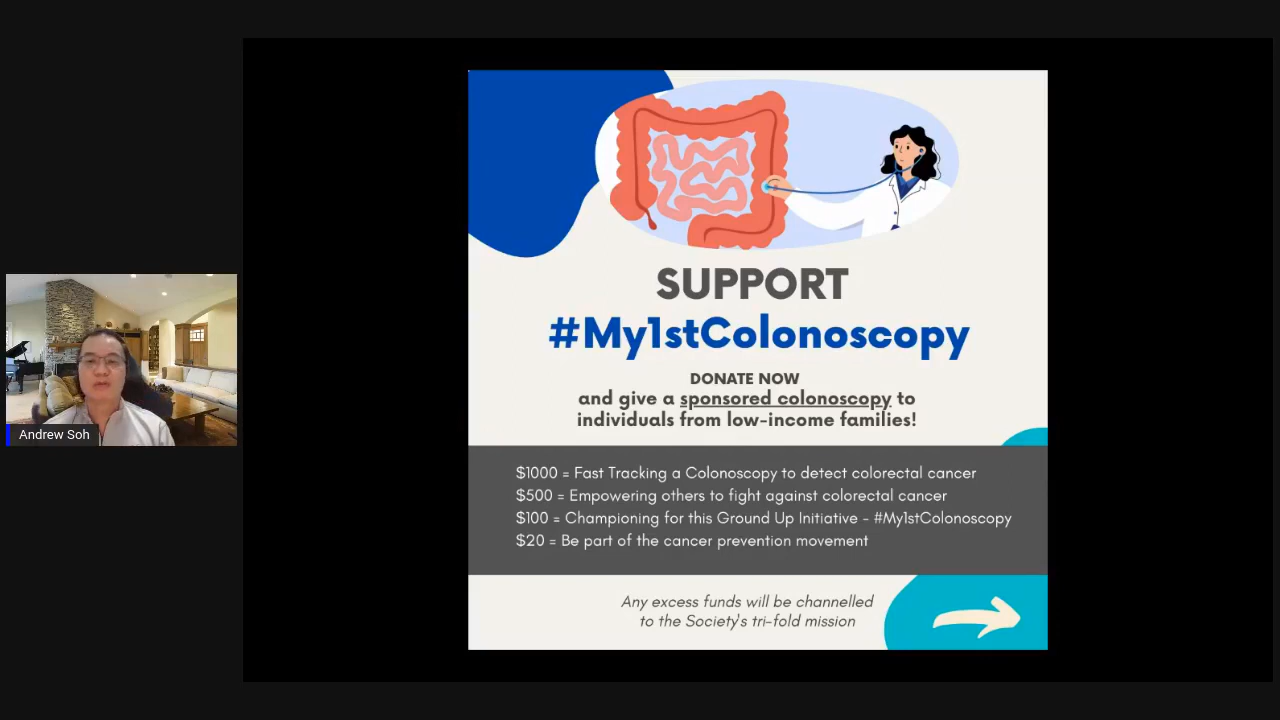 SUPPORT
#My1stColonoscopy
DONATE NOW
and give a sponsored colonoscopy to
individuals from low-income families!
$1000 = Fast Tracking a Colonoscopy to detect colorectal cancer
$500 = Empowering others to fight against colorectal cancer
$100 = Championing for this Ground Up Initiative - #My1stColonoscopy
$20 = Be part of the cancer prevention movement
Any excess funds will be channelled
to the Society's tri-fold mission
Andrew Soh